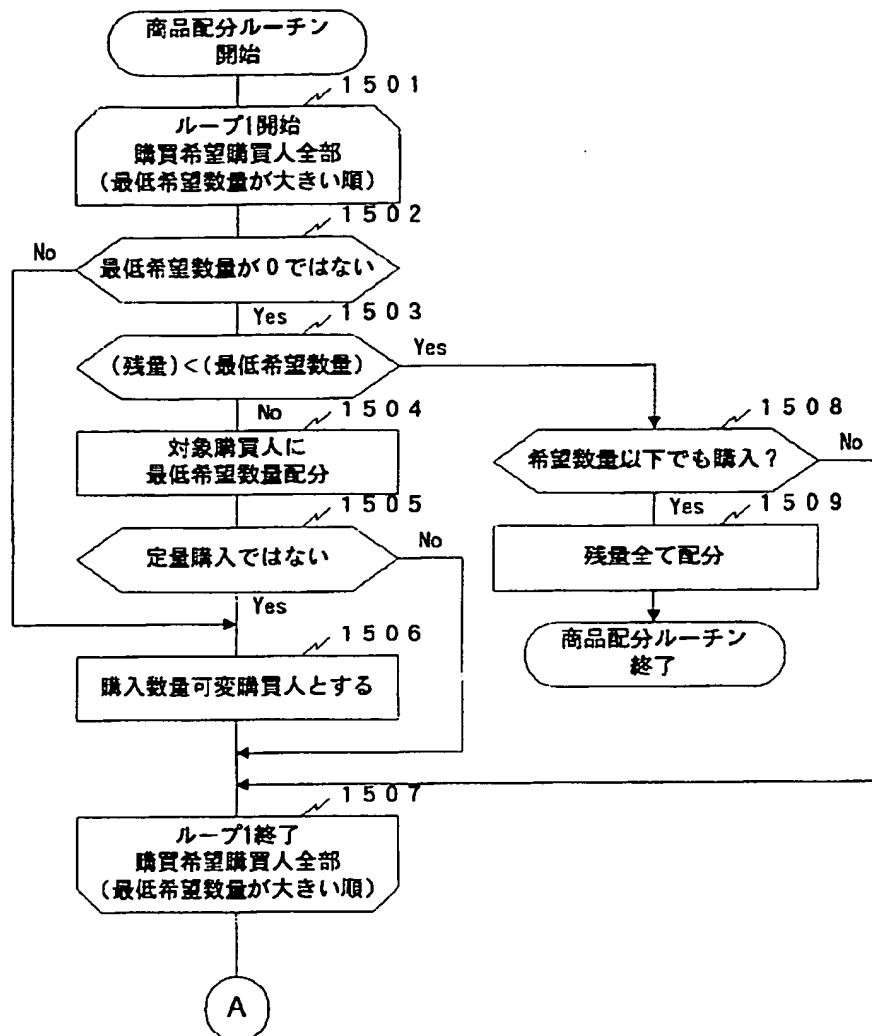 商品配分ルーチン
開始
1501
ループ1開始
購買希望購買人全部
(最低希望数量が大きい順)
1502
No
最低希望数量が0ではない
Yes
1503
(残量)<(最低希望数量)
Yes
No
1504
対象購買人に
最低希望数量配分
1508
希望数量以下でも購入?
No
Yes
1505
定量購入ではない
No
Yes
1509
残量全て配分
1506
購入数量可変購買人とする
商品配分ルーチン
終了
1507
ループ1終了
購買希望購買人全部
(最低希望数量が大きい順)
A